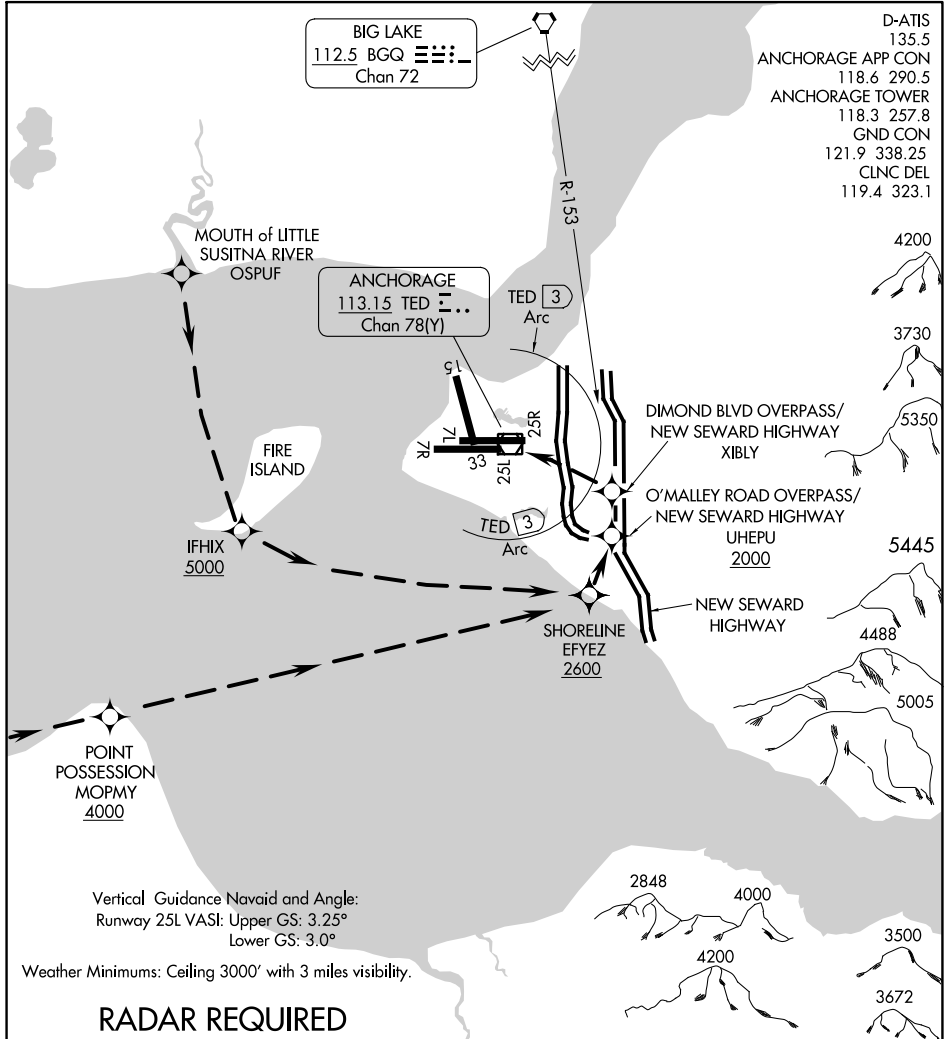 BIG LAKE
112.5 BGQ
Chan 72
D-ATIS
135.5
ANCHORAGE APP CON
118.6 290.5
ANCHORAGE TOWER
118.3 257.8
GND CON
121.9 338.25
CLNC DEL
119.4 323.1
R-153
MOUTH of LITTLE
SUSITNA RIVER
OSPUF
ANCHORAGE
113.15 TED
Chan 78(Y)
TED 3
Arc
4200
3730
5350
15
7L
7R
33
25R
25L
DIMOND BLVD OVERPASS/
NEW SEWARD HIGHWAY
XIBLY
FIRE
ISLAND
O'MALLEY ROAD OVERPASS/
NEW SEWARD HIGHWAY
UHEPU
2000
TED 3
Arc
IFHIX
5000
5445
NEW SEWARD
HIGHWAY
SHORELINE
EFYEZ
2600
4488
5005
POINT
POSSESSION
MOPMY
4000
Vertical Guidance Navaid and Angle:
Runway 25L VASI: Upper GS: 3.25°
Lower GS: 3.0°
Weather Minimums: Ceiling 3000' with 3 miles visibility.
RADAR REQUIRED
2848
4000
4200
3500
3672